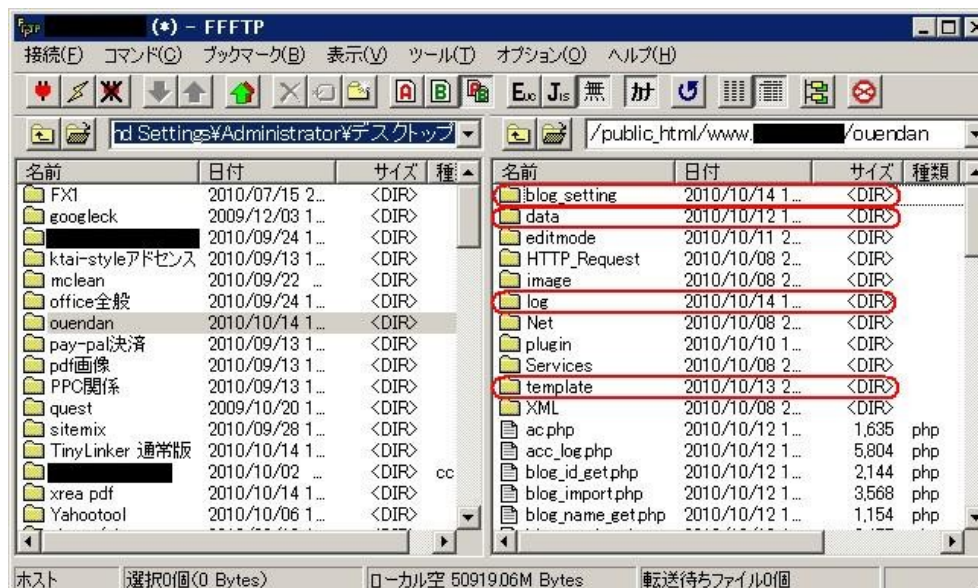 (*) - FFFTP
接続(F) コマンド(C) ブックマーク(B) 表示(V) ツール(T) オプション(O) ヘルプ(H)
A B Euc JIS 無 カナ
nd Settings¥Administrator¥デスクトップ
/public_html/www. /ouendan
名前 日付 サイズ 種
FX1 2010/07/15 2... <DIR>
googleck 2009/12/03 1... <DIR>
2010/09/24 1... <DIR>
ktai-styleアドセンス 2010/09/13 1... <DIR>
mclean 2010/09/22 ... <DIR>
office全般 2010/09/24 1... <DIR>
ouendan 2010/10/14 1... <DIR>
pay-pal決済 2010/09/13 1... <DIR>
pdf画像 2010/09/13 1... <DIR>
PPC関係 2010/09/13 1... <DIR>
quest 2009/10/20 1... <DIR>
sitemix 2010/09/28 1... <DIR>
TinyLinker 通常版 2010/10/14 1... <DIR>
2010/10/02 ... <DIR> cc
xrea pdf 2010/10/14 1... <DIR>
Yahootool 2010/10/06 1... <DIR>
名前 日付 サイズ 種類
blog_setting 2010/10/14 1... <DIR>
data 2010/10/12 1... <DIR>
editmode 2010/10/11 2... <DIR>
HTTP_Request 2010/10/08 2... <DIR>
image 2010/10/08 2... <DIR>
log 2010/10/14 1... <DIR>
Net 2010/10/08 2... <DIR>
plugin 2010/10/10 1... <DIR>
Services 2010/10/08 2... <DIR>
template 2010/10/13 2... <DIR>
XML 2010/10/08 2... <DIR>
ac.php 2010/10/12 1... 1,635 php
acc_log.php 2010/10/12 1... 5,804 php
blog_id_get.php 2010/10/12 1... 2,144 php
blog_import.php 2010/10/12 1... 3,568 php
blog_name_get.php 2010/10/12 1... 1,154 php
ホスト 選択0個(0 Bytes) ローカル空 50919.06M Bytes 転送待ちファイル0個